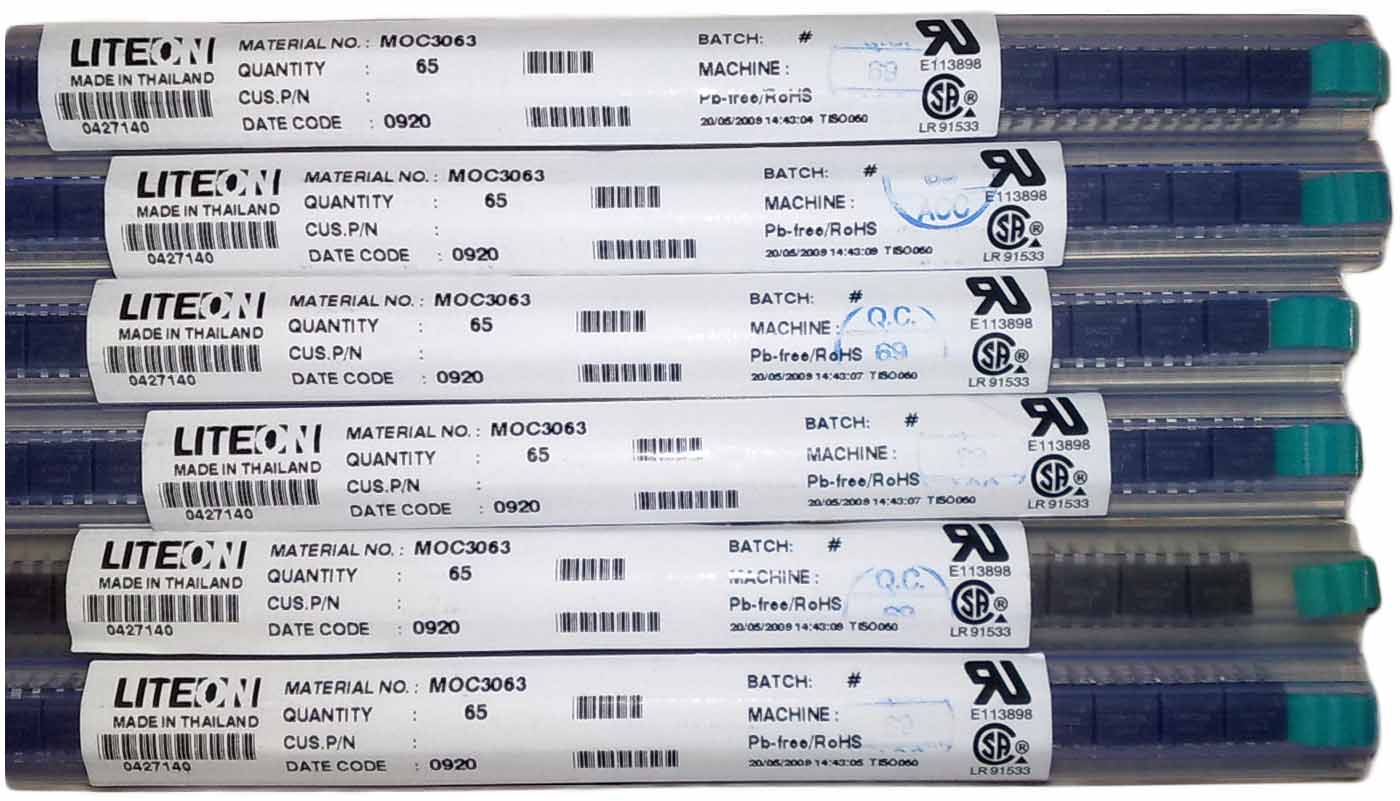 LITEON MATERIAL NO. : MOC3063 BATCH: #
MADE IN THAILAND QUANTITY : 65 MACHINE : 69 E113898
CUS.P/N : Pb-free/RoHS
0427140 DATE CODE : 0920 20/05/2009 14:43:04 TISO060 LR 91533
LITEON MATERIAL NO. : MOC3063 BATCH: #
MADE IN THAILAND QUANTITY : 65 MACHINE : ACC E113898
CUS.P/N : Pb-free/RoHS
0427140 DATE CODE : 0920 20/05/2009 14:43:09 TISO060 LR 91533
LITEON MATERIAL NO. : MOC3063 BATCH: # Q.C.
MADE IN THAILAND QUANTITY : 65 MACHINE : E113898
CUS.P/N : Pb-free/RoHS 69
0427140 DATE CODE : 0920 20/05/2009 14:43:07 TISO060 LR 91533
LITEON MATERIAL NO. : MOC3063 BATCH: #
MADE IN THAILAND QUANTITY : 65 MACHINE : E113898
CUS.P/N : Pb-free/RoHS
0427140 DATE CODE : 0920 20/05/2009 14:43:07 TISO060 LR 91533
LITEON MATERIAL NO. : MOC3063 BATCH: #
MADE IN THAILAND QUANTITY : 65 MACHINE : Q.C. E113898
CUS.P/N : Pb-free/RoHS
0427140 DATE CODE : 0920 20/05/2009 14:43:09 TISO060 LR 91533
LITEON MATERIAL NO. : MOC3063 BATCH: #
MADE IN THAILAND QUANTITY : 65 MACHINE : 69 E113898
CUS.P/N : Pb-free/RoHS
0427140 DATE CODE : 0920 20/05/2009 14:43:05 TISO060 LR 91533